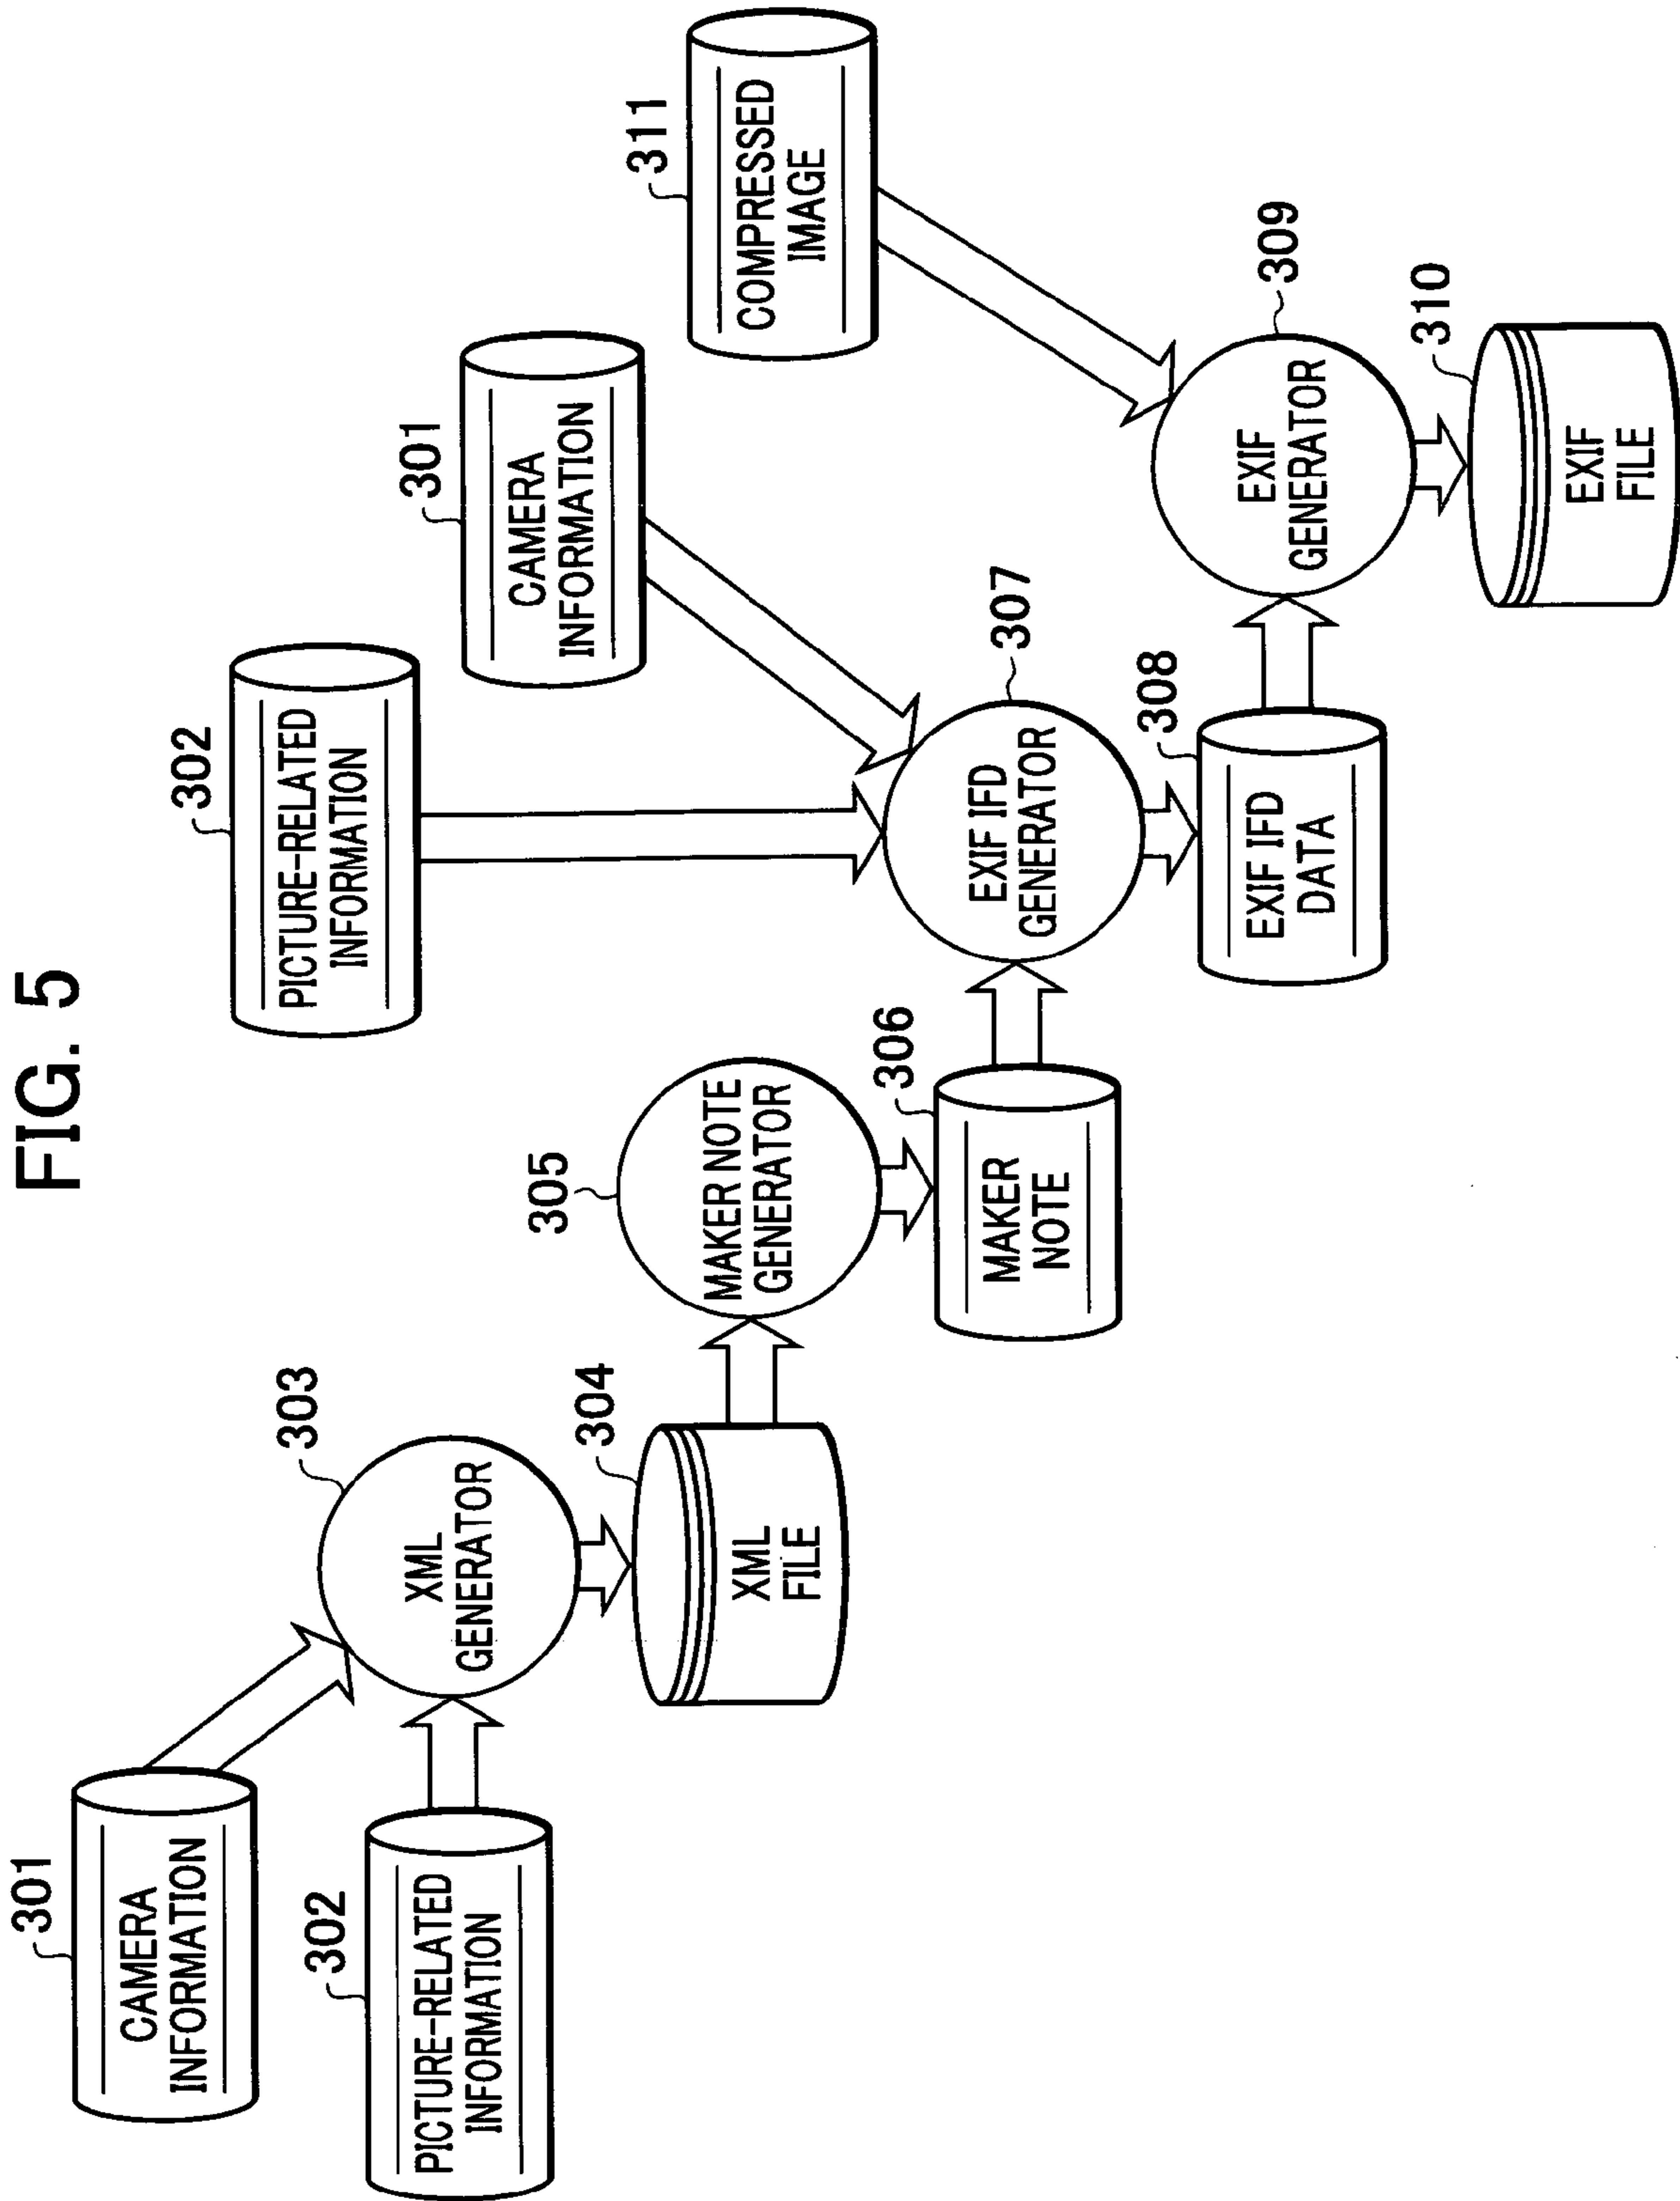 FIG. 5
301
CAMERA
INFORMATION
302
PICTURE-RELATED
INFORMATION
303
XML
GENERATOR
304
XML
FILE
305
MAKER NOTE
GENERATOR
306
MAKER
NOTE
302
PICTURE-RELATED
INFORMATION
301
CAMERA
INFORMATION
307
EXIF IFD
GENERATOR
308
EXIF IFD
DATA
311
COMPRESSED
IMAGE
309
EXIF
GENERATOR
310
EXIF
FILE